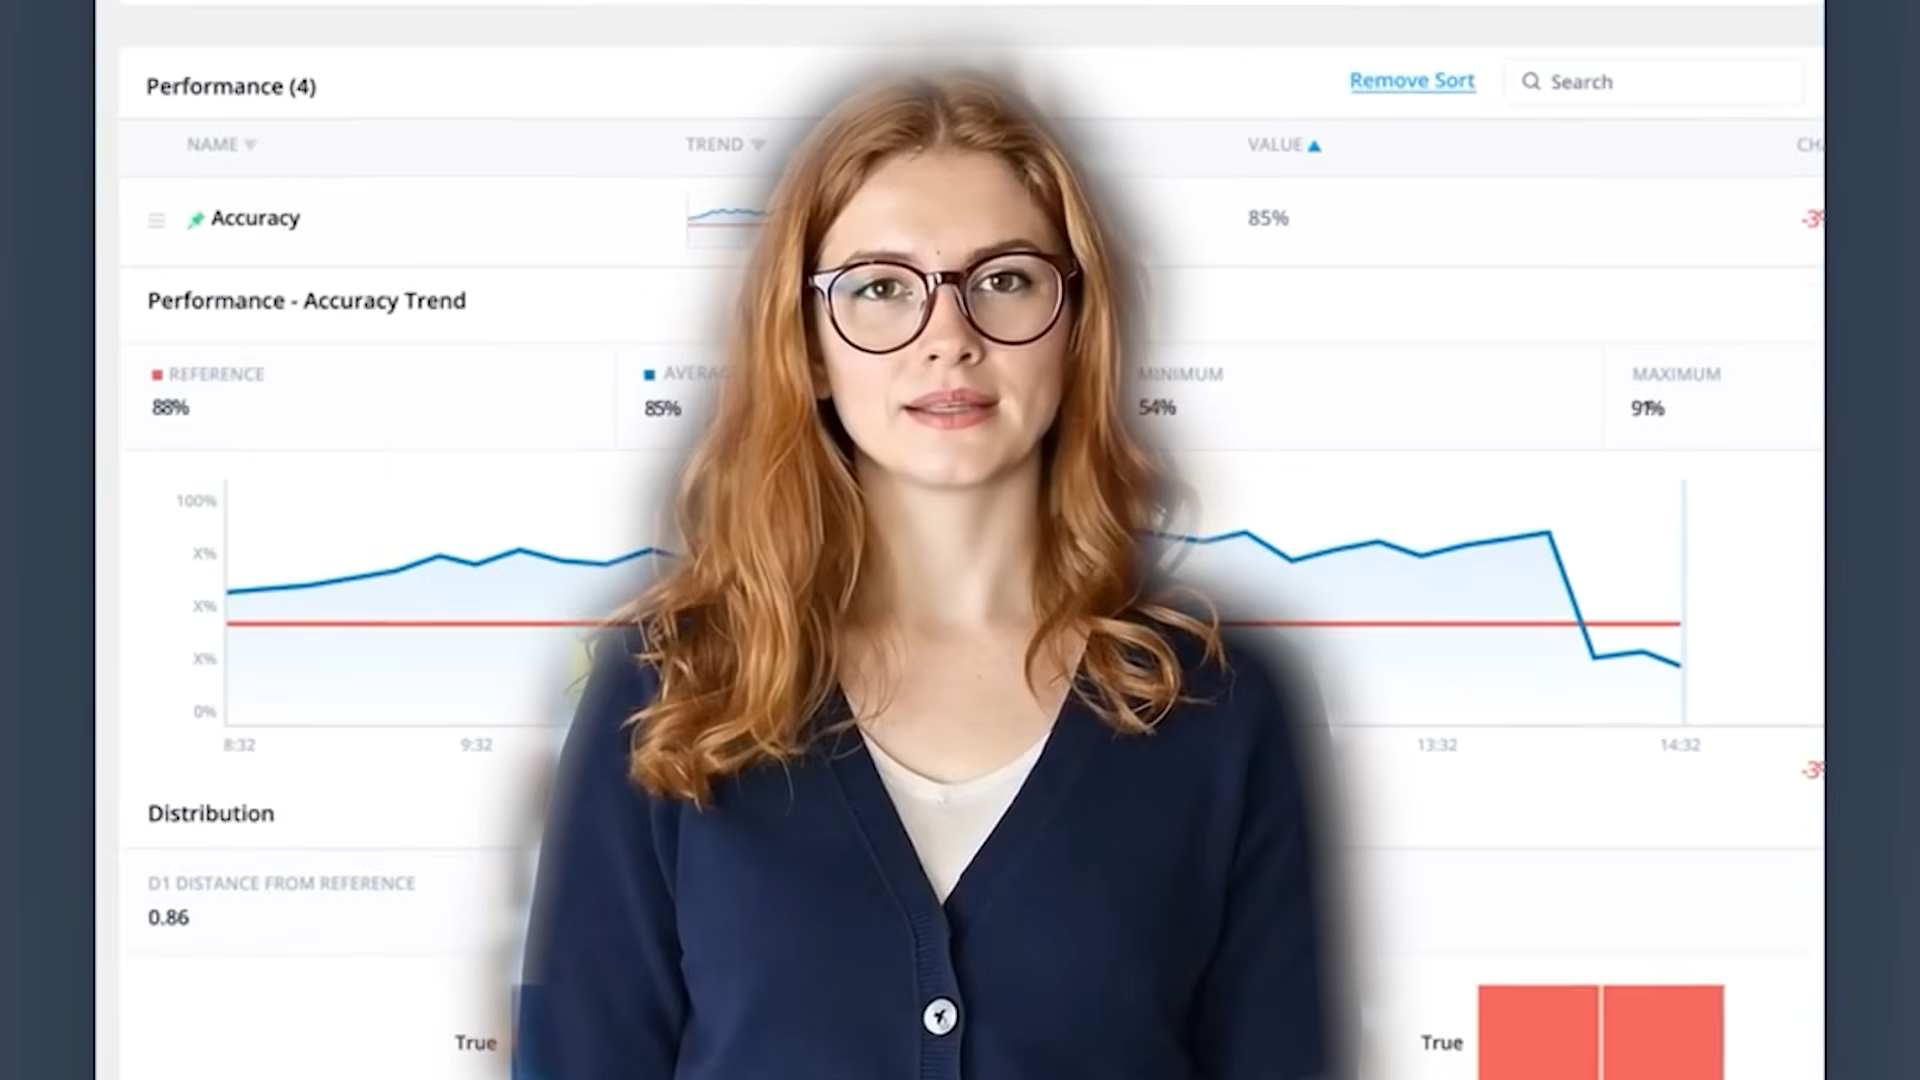 Performance (4)
Remove Sort
Search
NAME
TREND
VALUE
Accuracy
85%
Performance - Accuracy Trend
REFERENCE
MINIMUM
MAXIMUM
88%
85%
54%
91%
100%
X%
X%
X%
0%
8:32
9:32
13:32
14:32
Distribution
D1 DISTANCE FROM REFERENCE
0.86
True
True